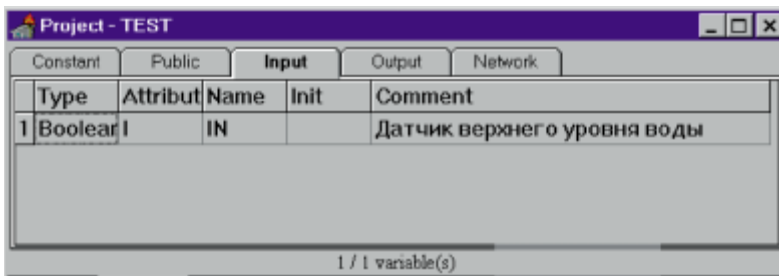 Project - TEST
Constant Public Input Output Network
Type Attribut Name Init Comment
1 Boolear I IN Датчик верхнего уровня воды
1 / 1 variable(s)